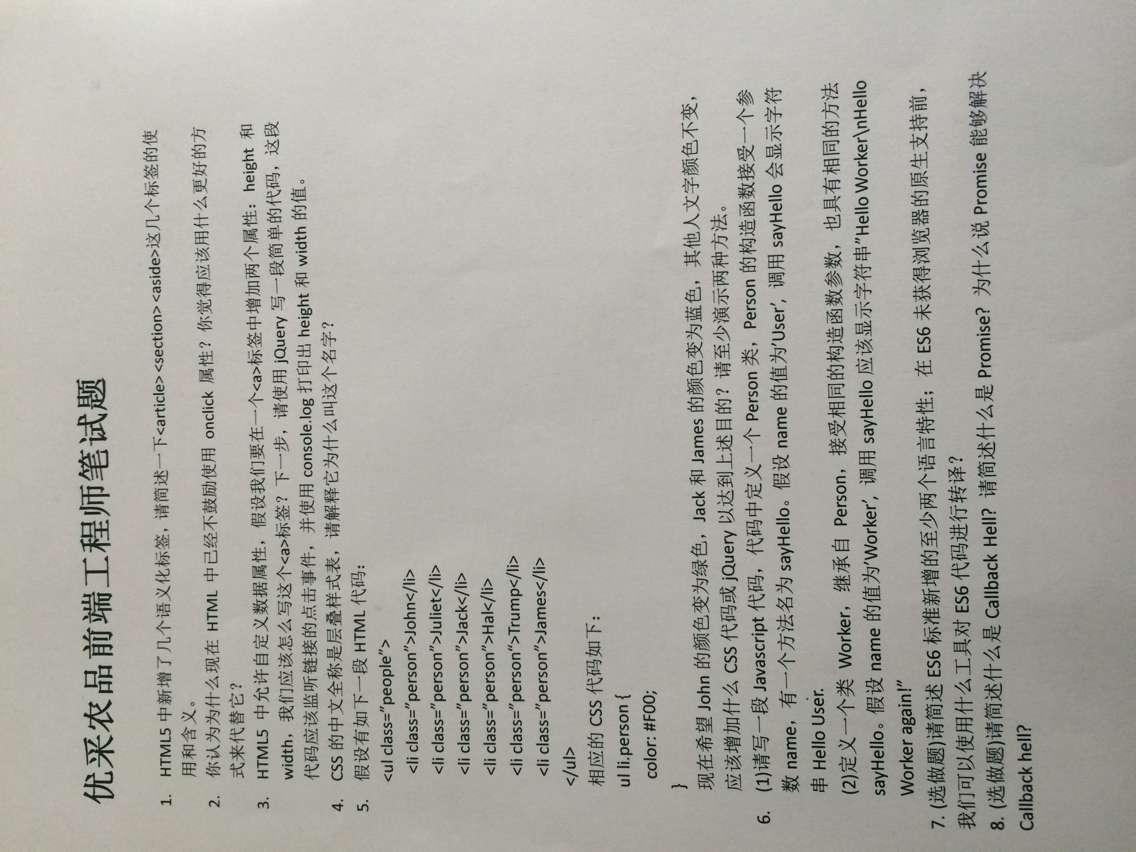 优采农品前端工程师笔试题
1. HTML5 中新增了几个语义化标签，请简述一下<article> <section> <aside>这几个标签的使
用和含义。
2. 你认为为什么现在 HTML 中已经不鼓励使用 onclick 属性？你觉得应该用什么更好的方
式来代替它？
3. HTML5 中允许自定义数据属性，假设我们要在一个<a>标签中增加两个属性：height 和
width，我们应该怎么写这个<a>标签？下一步，请使用 jQuery 写一段简单的代码，这段
代码应该监听链接的点击事件，并使用 console.log 打印出 height 和 width 的值。
4. CSS 的中文全称是层叠样式表，请解释它为什么叫这个名字？
5. 假设有如下一段 HTML 代码：
<ul class="people">
<li class="person">John</li>
<li class="person">Juliet</li>
<li class="person">Jack</li>
<li class="person">Hal</li>
<li class="person“>Trump</li>
<li class="person">James</li>
</ul>
相应的 CSS 代码如下：
ul li.person {
color: #F00;
}
现在希望 John 的颜色变为绿色，Jack 和 James 的颜色变为蓝色，其他人文字颜色不变，
应该增加什么 CSS 代码或 jQuery 以达到上述目的？请至少演示两种方法。
6. (1)请写一段 Javascript 代码，代码中定义一个 Person 类，Person 的构造函数接受一个参
数 name，有一个方法名为 sayHello。假设 name 的值为'User', 调用 sayHello 会显示字符
串 Hello User.
(2)定义一个类 Worker，继承自 Person，接受相同的构造函数参数，也具有相同的方法
sayHello。假设 name 的值为'Worker', 调用 sayHello 应该显示字符串"Hello Worker\nHello
Worker again!"
7. (选做题)请简述 ES6 标准新增的至少两个语言特性；在 ES6 未获得浏览器的原生支持前，
我们可以使用什么工具对 ES6 代码进行转译？
8. (选做题)请简述什么是 Callback Hell? 请简述什么是 Promise? 为什么说 Promise 能够解决
Callback hell?